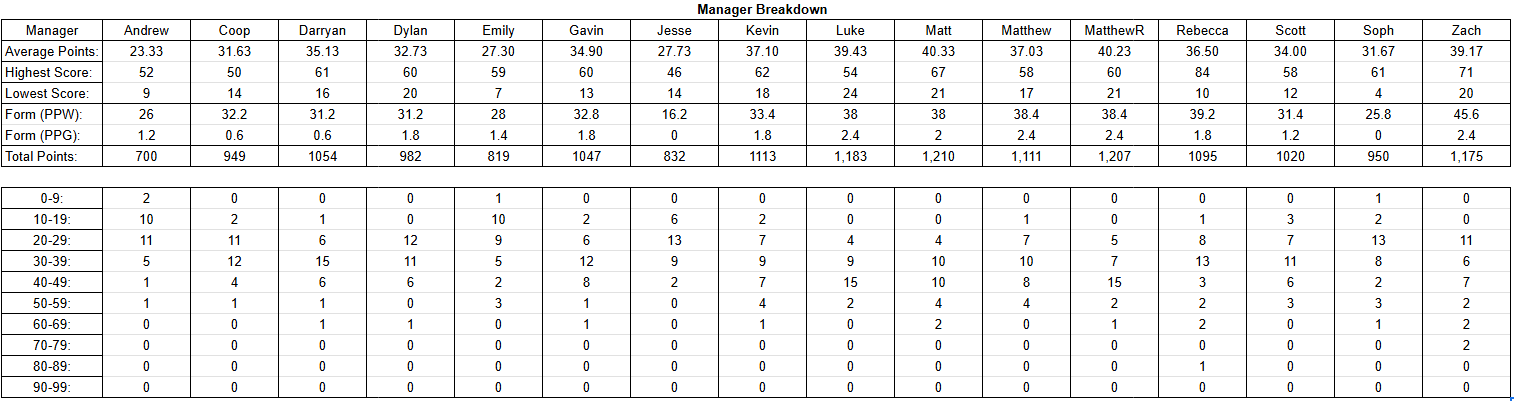 Manager Breakdown
Manager Andrew Coop Darryan Dylan Emily Gavin Jesse Kevin Luke Matt Matthew MatthewR Rebecca Scott Soph Zach
Average Points: 23.33 31.63 35.13 32.73 27.30 34.90 27.73 37.10 39.43 40.33 37.03 40.23 36.50 34.00 31.67 39.17
Highest Score: 52 50 61 60 59 60 46 62 54 67 58 60 84 58 61 71
Lowest Score: 9 14 16 20 7 13 14 18 24 21 17 21 10 12 4 20
Form (PPW): 26 32.2 31.2 31.2 28 32.8 16.2 33.4 38 38 38.4 38.4 39.2 31.4 25.8 45.6
Form (PPG): 1.2 0.6 0.6 1.8 1.4 1.8 0 1.8 2.4 2 2.4 2.4 1.8 1.2 0 2.4
Total Points: 700 949 1054 982 819 1047 832 1113 1,183 1,210 1,111 1,207 1095 1020 950 1,175
0-9: 2 0 0 0 1 0 0 0 0 0 0 0 0 0 1 0
10-19: 10 2 1 0 10 2 6 2 0 0 1 0 1 3 2 0
20-29: 11 11 6 12 9 6 13 7 4 4 7 5 8 7 13 11
30-39: 5 12 15 11 5 12 9 9 9 10 10 7 13 11 8 6
40-49: 1 4 6 6 2 8 2 7 15 10 8 15 3 6 2 7
50-59: 1 1 1 0 3 1 0 4 2 4 4 2 2 3 3 2
60-69: 0 0 1 1 0 1 0 1 0 2 0 1 2 0 1 2
70-79: 0 0 0 0 0 0 0 0 0 0 0 0 0 0 0 2
80-89: 0 0 0 0 0 0 0 0 0 0 0 0 1 0 0 0
90-99: 0 0 0 0 0 0 0 0 0 0 0 0 0 0 0 0